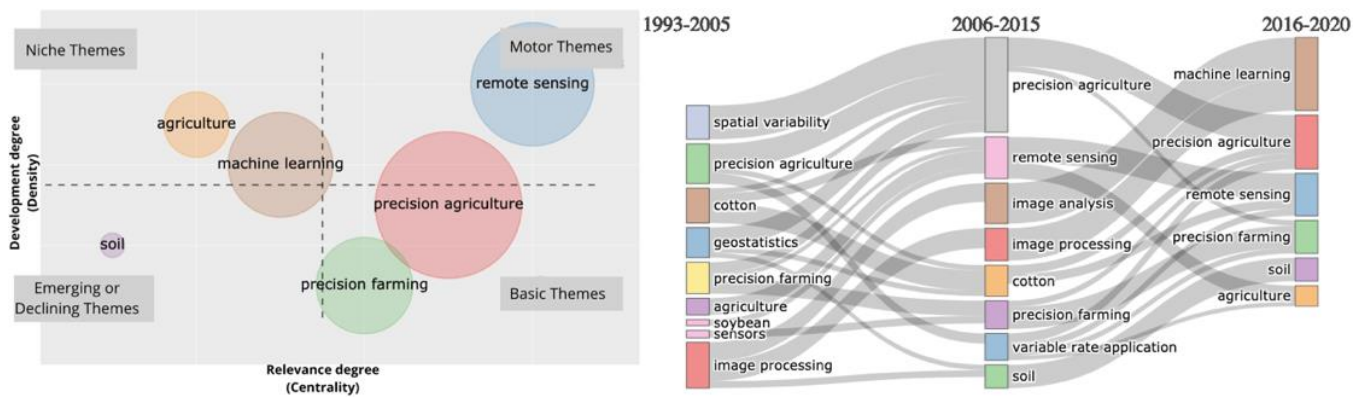 Niche Themes
Motor Themes
remote sensing
agriculture
machine learning
precision agriculture
soil
precision farming
Emerging or
Declining Themes
Basic Themes
Development degree
(Density)
Relevance degree
(Centrality)
1993-2005
2006-2015
2016-2020
spatial variability
precision agriculture
cotton
geostatistics
precision farming
agriculture
soybean
sensors
image processing
precision agriculture
remote sensing
image analysis
image processing
cotton
precision farming
variable rate application
soil
machine learning
precision agriculture
remote sensing
precision farming
soil
agriculture